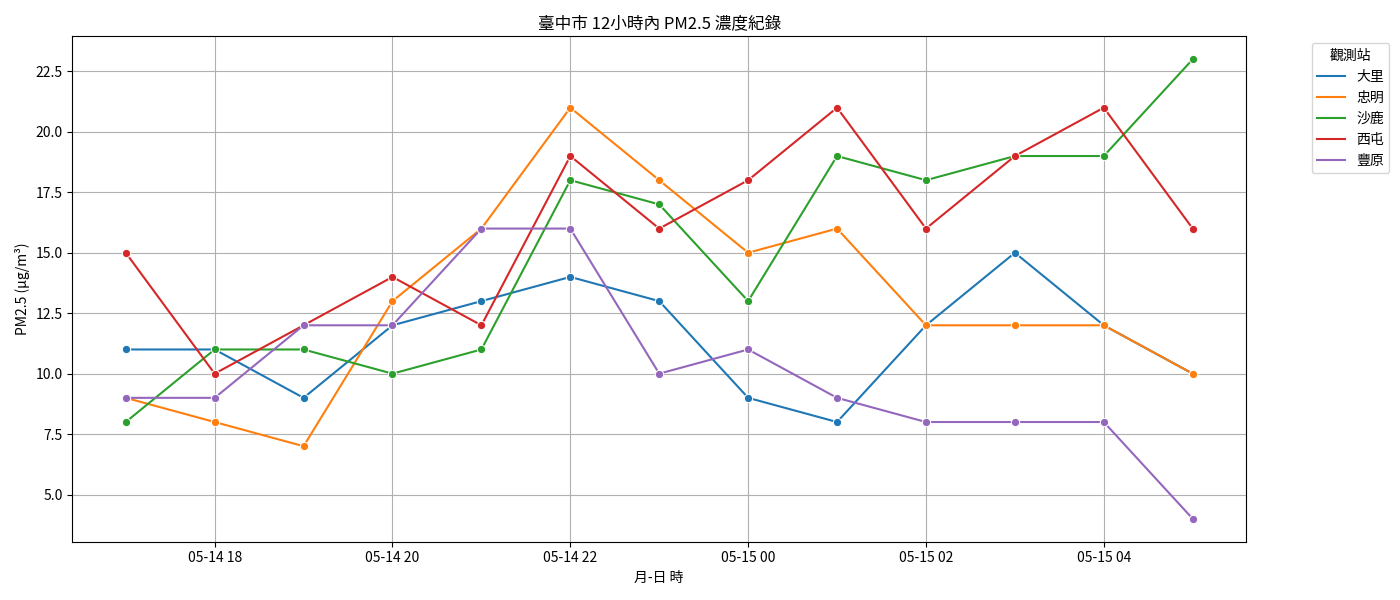 臺中市 12小時內 PM2.5 濃度紀錄
PM2.5 (μg/m³)
22.5
20.0
17.5
15.0
12.5
10.0
7.5
5.0
05-14 18
05-14 20
05-14 22
05-15 00
05-15 02
05-15 04
月-日 時
觀測站
大里
忠明
沙鹿
西屯
豐原